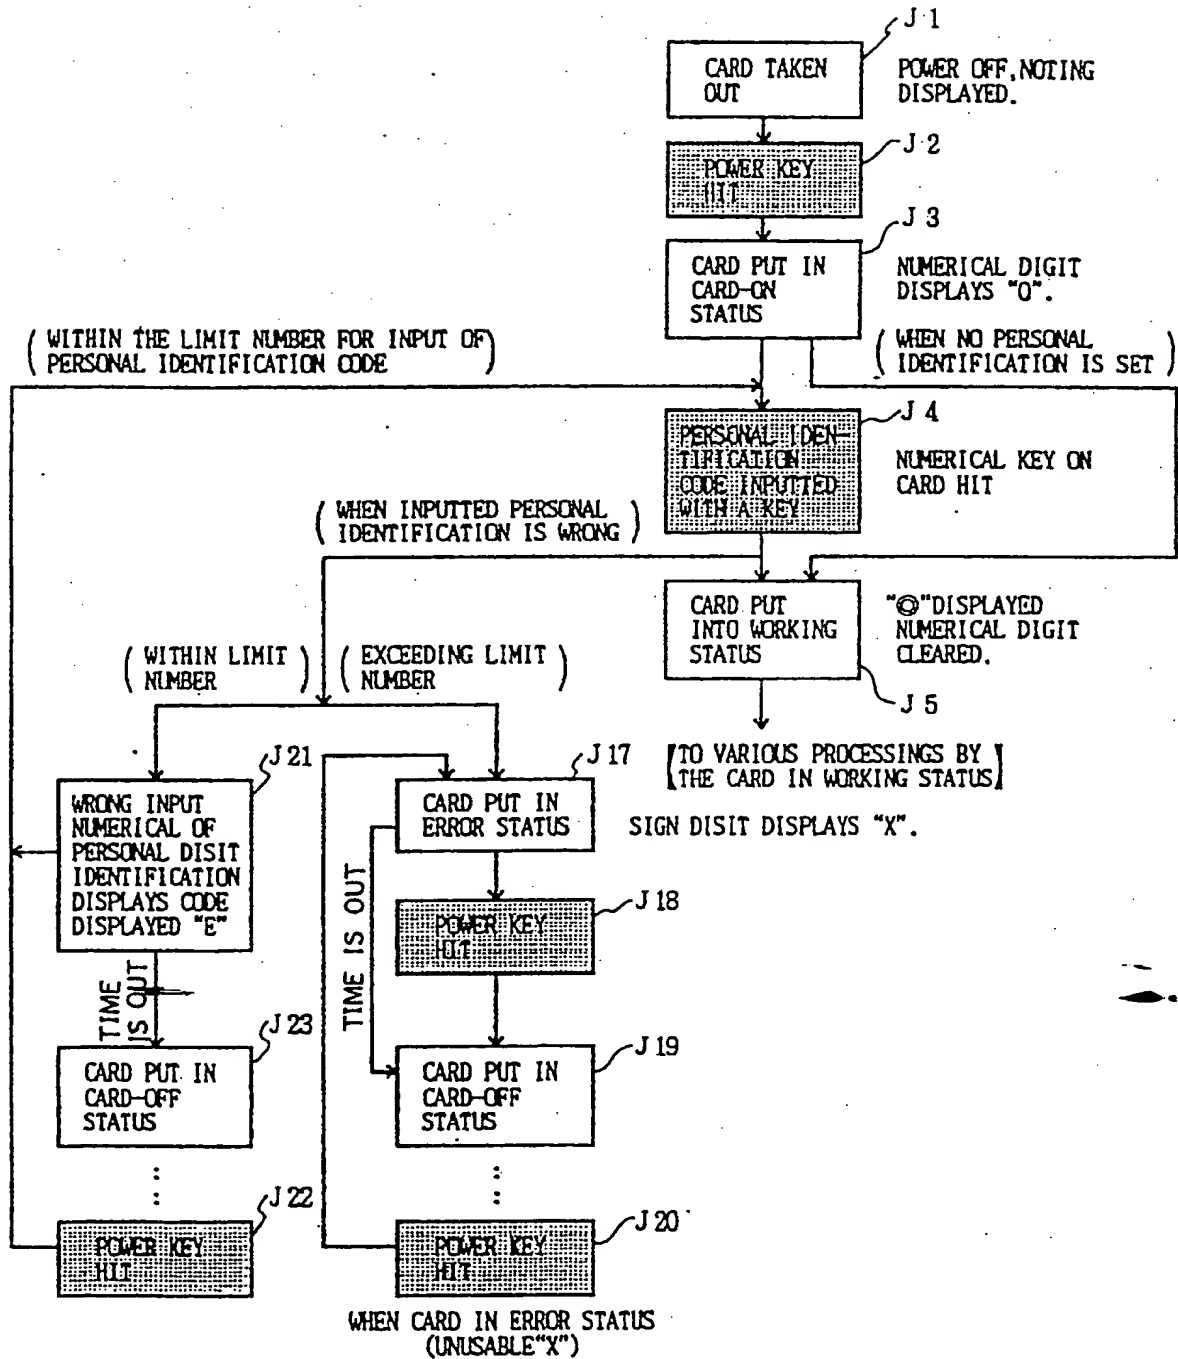 J 1
CARD TAKEN
OUT
POWER OFF, NOTING
DISPLAYED.
J 2
POWER KEY
HIT
J 3
CARD PUT IN
CARD-ON
STATUS
NUMERICAL DIGIT
DISPLAYS "O".
(WITHIN THE LIMIT NUMBER FOR INPUT OF
PERSONAL IDENTIFICATION CODE)
(WHEN NO PERSONAL
IDENTIFICATION IS SET)
J 4
PERSONAL IDEN-
TIFICATION
CODE INPUTTED
WITH A KEY
NUMERICAL KEY ON
CARD HIT
(WHEN INPUTTED PERSONAL
IDENTIFICATION IS WRONG)
CARD PUT
INTO WORKING
STATUS
"◎"DISPLAYED
NUMERICAL DIGIT
CLEARED.
J 5
(WITHIN LIMIT
NUMBER)
(EXCEEDING LIMIT
NUMBER)
【TO VARIOUS PROCESSINGS BY
THE CARD IN WORKING STATUS】
J 21
WRONG INPUT
NUMERICAL OF
PERSONAL DISIT
IDENTIFICATION
DISPLAYS CODE
DISPLAYED "E"
J 17
CARD PUT IN
ERROR STATUS
SIGN DISIT DISPLAYS "X".
TIME IS OUT
J 18
POWER KEY
HIT
TIME
IS OUT
J 23
CARD PUT IN
CARD-OFF
STATUS
J 19
CARD PUT IN
CARD-OFF
STATUS
J 22
POWER KEY
HIT
J 20
POWER KEY
HIT
WHEN CARD IN ERROR STATUS
(UNUSABLE"X")